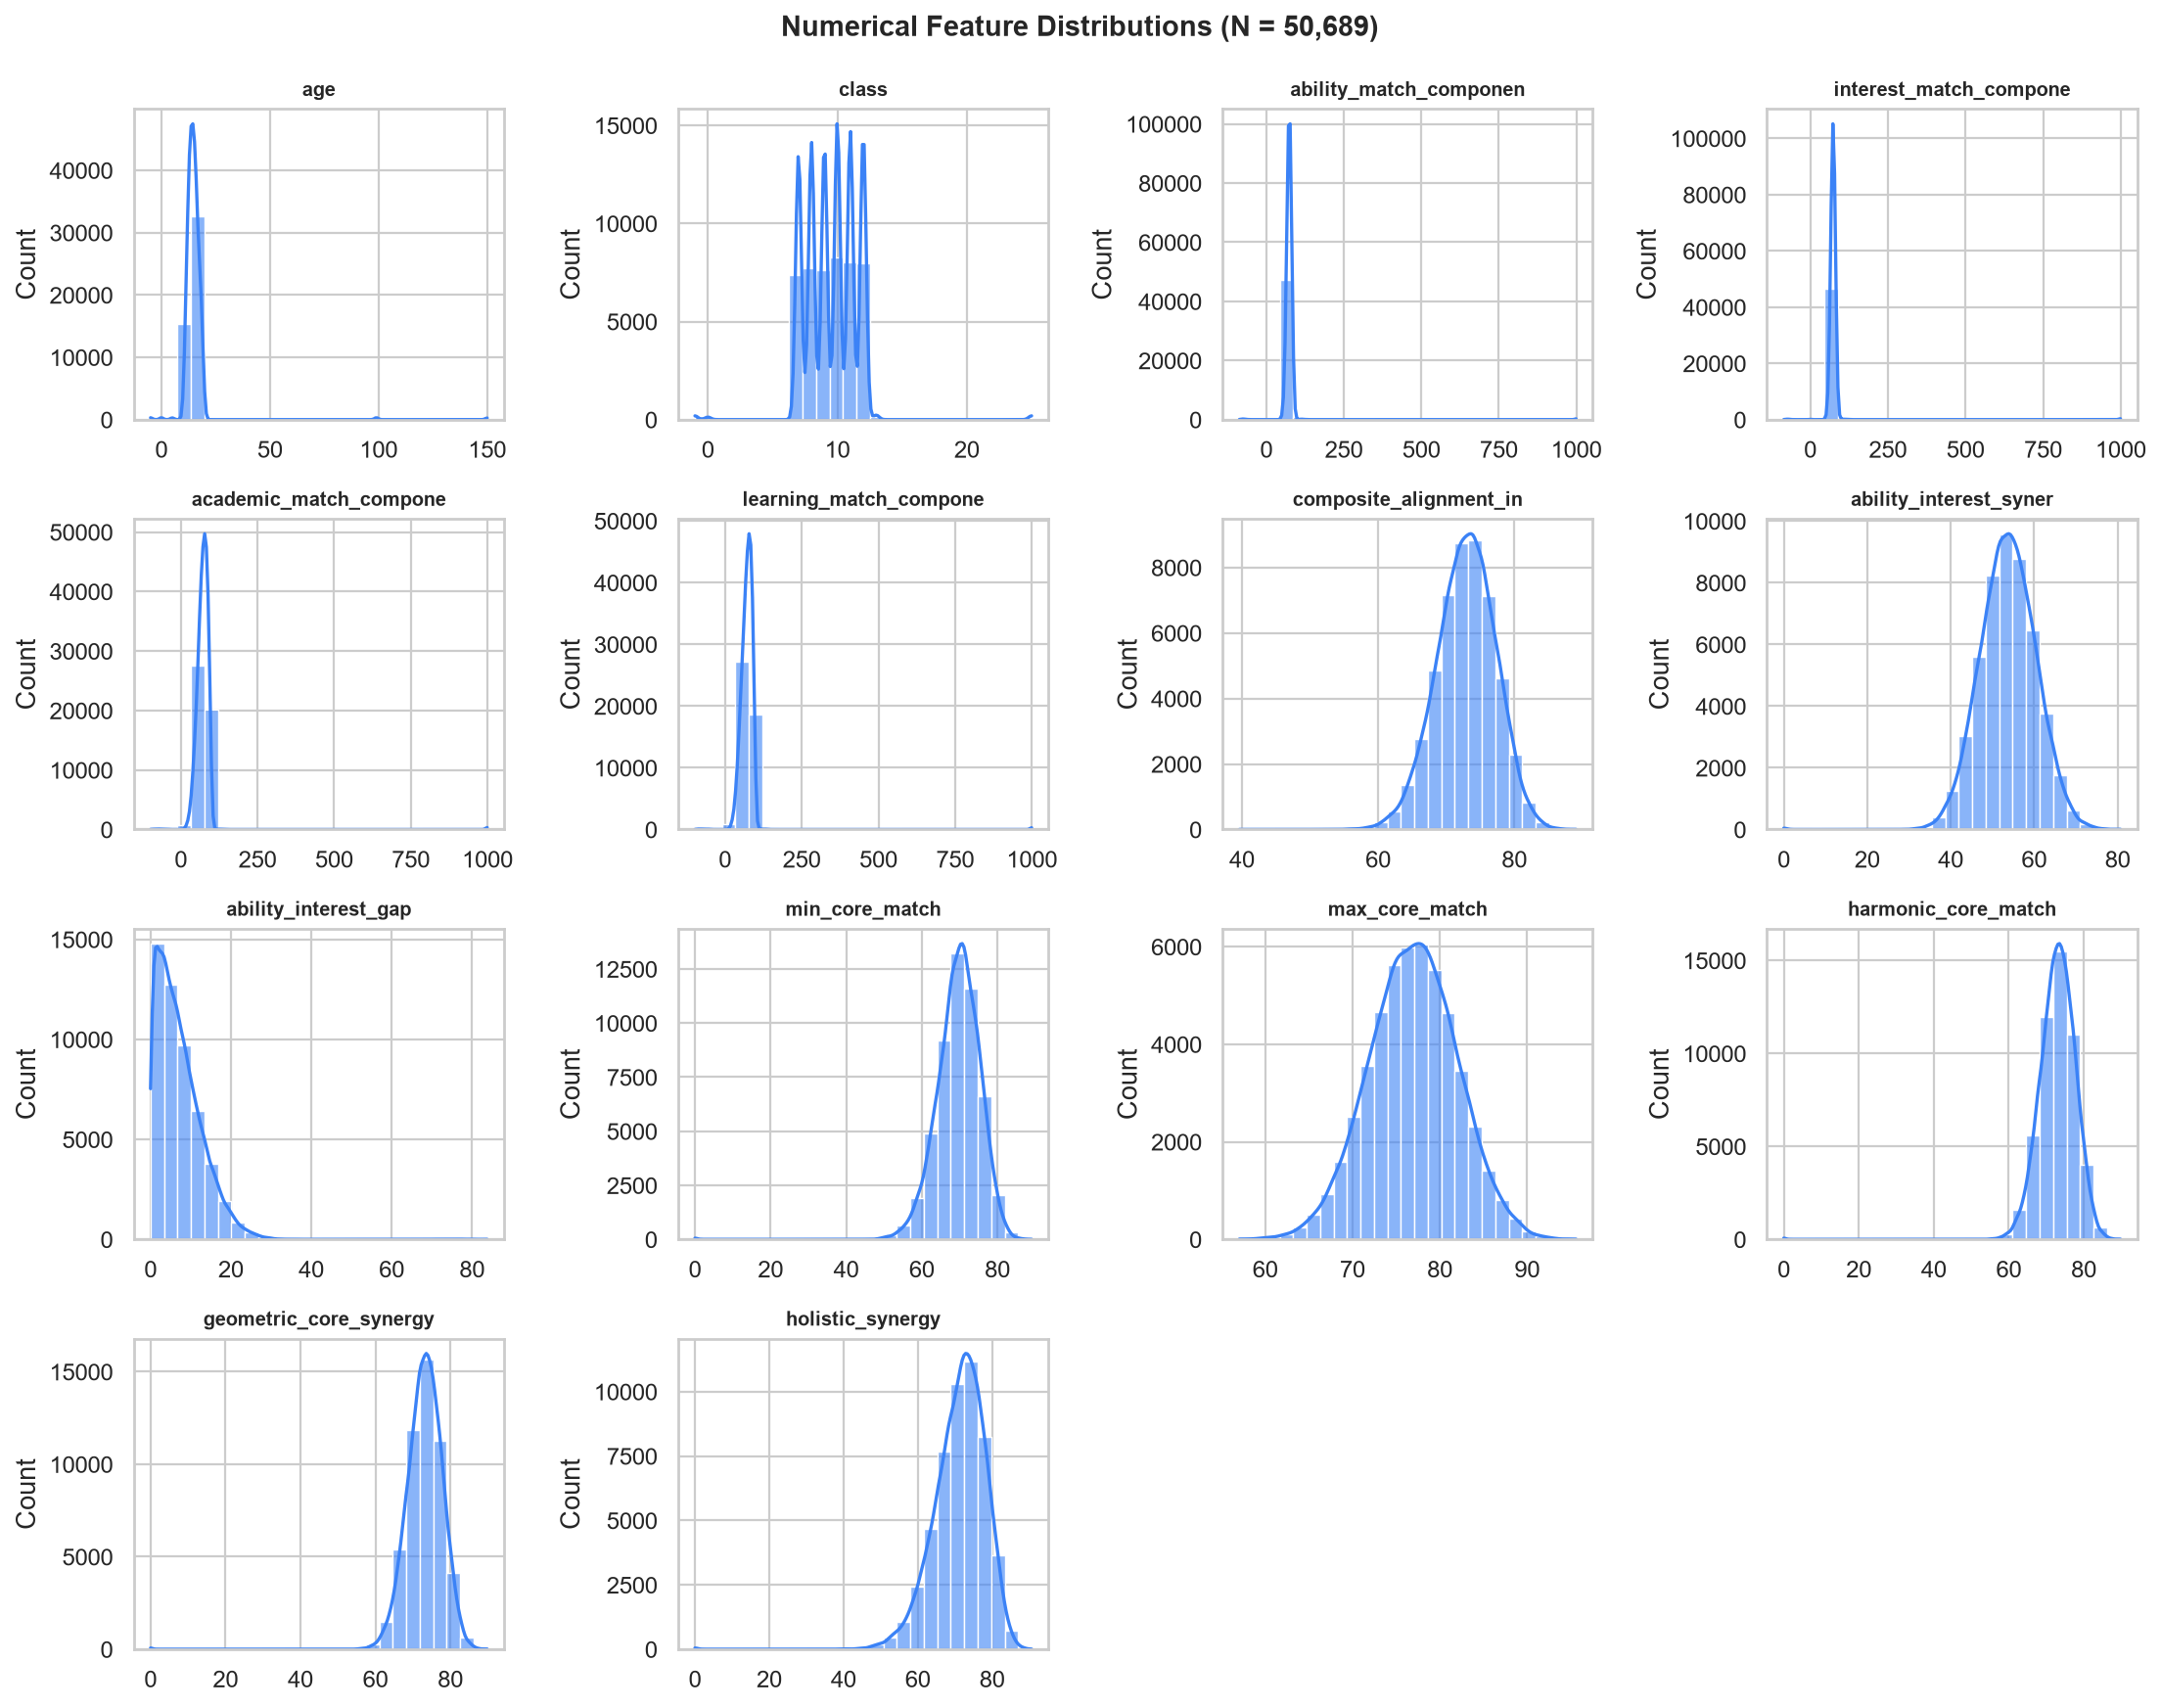 Numerical Feature Distributions (N = 50,689)
age class ability_match_componen interest_match_compone
Count 0 10000 20000 30000 40000
0 50 100 150
Count 0 5000 10000 15000
0 10 20
Count 0 20000 40000 60000 80000 100000
0 250 500 750 1000
Count 0 20000 40000 60000 80000 100000
0 250 500 750 1000
academic_match_compone learning_match_compone composite_alignment_in ability_interest_syner
Count 0 10000 20000 30000 40000 50000
0 250 500 750 1000
Count 0 10000 20000 30000 40000 50000
0 250 500 750 1000
Count 0 2000 4000 6000 8000
40 60 80
Count 0 2000 4000 6000 8000 10000
0 20 40 60 80
ability_interest_gap min_core_match max_core_match harmonic_core_match
Count 0 5000 10000 15000
0 20 40 60 80
Count 0 2500 5000 7500 10000 12500
0 20 40 60 80
Count 0 2000 4000 6000
60 70 80 90
Count 0 5000 10000 15000
0 20 40 60 80
geometric_core_synergy holistic_synergy
Count 0 5000 10000 15000
0 20 40 60 80
Count 0 2500 5000 7500 10000
0 20 40 60 80